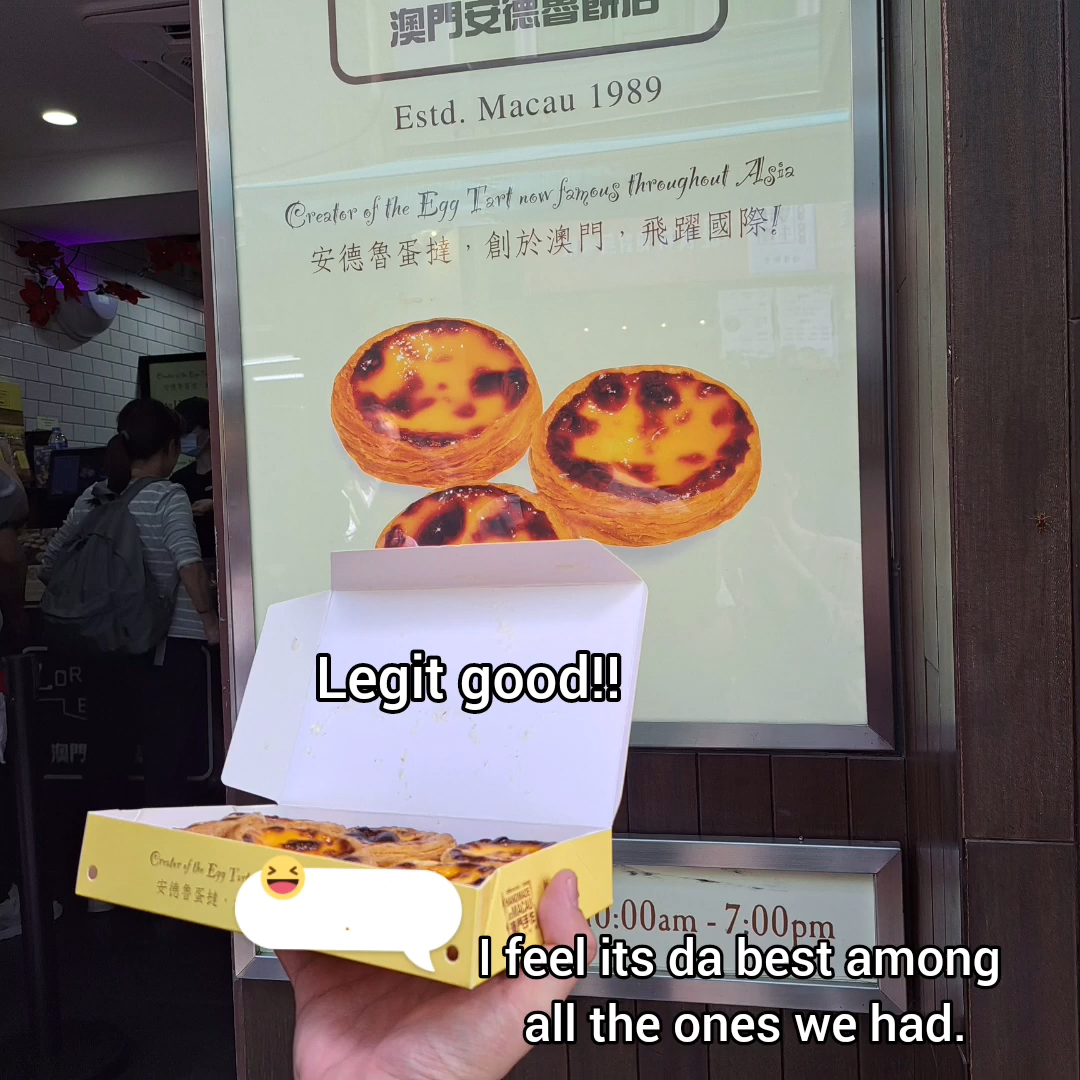 澳門安德魯餅店
Estd. Macau 1989
Creator of the Egg Tart now famous throughout Asia
安德魯蛋撻，創於澳門，飛躍國際!
Legit good!!
Creator of the Egg Tart
安德魯蛋撻，
HANDMADE
MACAU
0:00am - 7:00pm
I feel its da best among
all the ones we had.
澳門